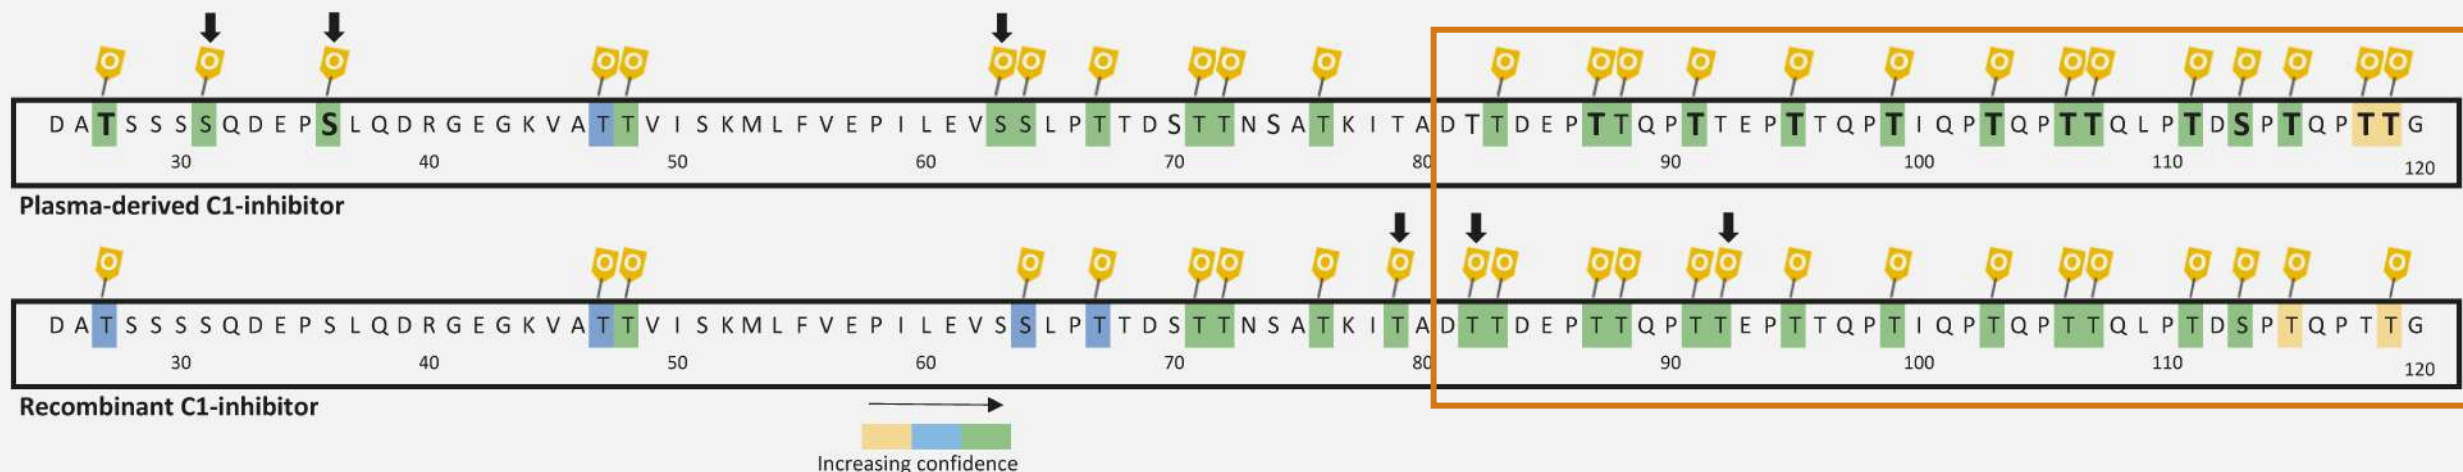 O O O O O O O O O O O O O O O O O O O O O O O O O
D A T S S S S Q D E P S L Q D R G E G K V A T T V I S K M L F V E P I L E V S S L P T T D S T T N S A T K I T A D T T D E P T T Q P T T E P T T Q P T I Q P T Q P T T Q L P T D S P T Q P T T G
30 40 50 60 70 80 90 100 110 120
Plasma-derived C1-inhibitor
O O O O O O O O O O O O O O O O O O O O O O O O
D A T S S S S Q D E P S L Q D R G E G K V A T T V I S K M L F V E P I L E V S S L P T T D S T T N S A T K I T A D T T D E P T T Q P T T E P T T Q P T I Q P T Q P T T Q L P T D S P T Q P T T G
30 40 50 60 70 80 90 100 110 120
Recombinant C1-inhibitor
Increasing confidence